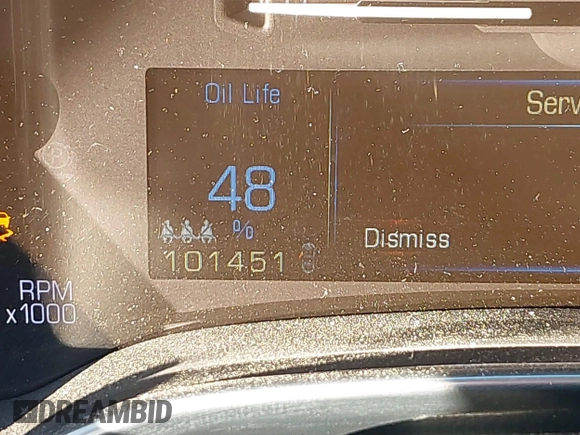 Oil Life
Serv
48
%
Dismiss
101451
RPM
x1000
DREAMBID